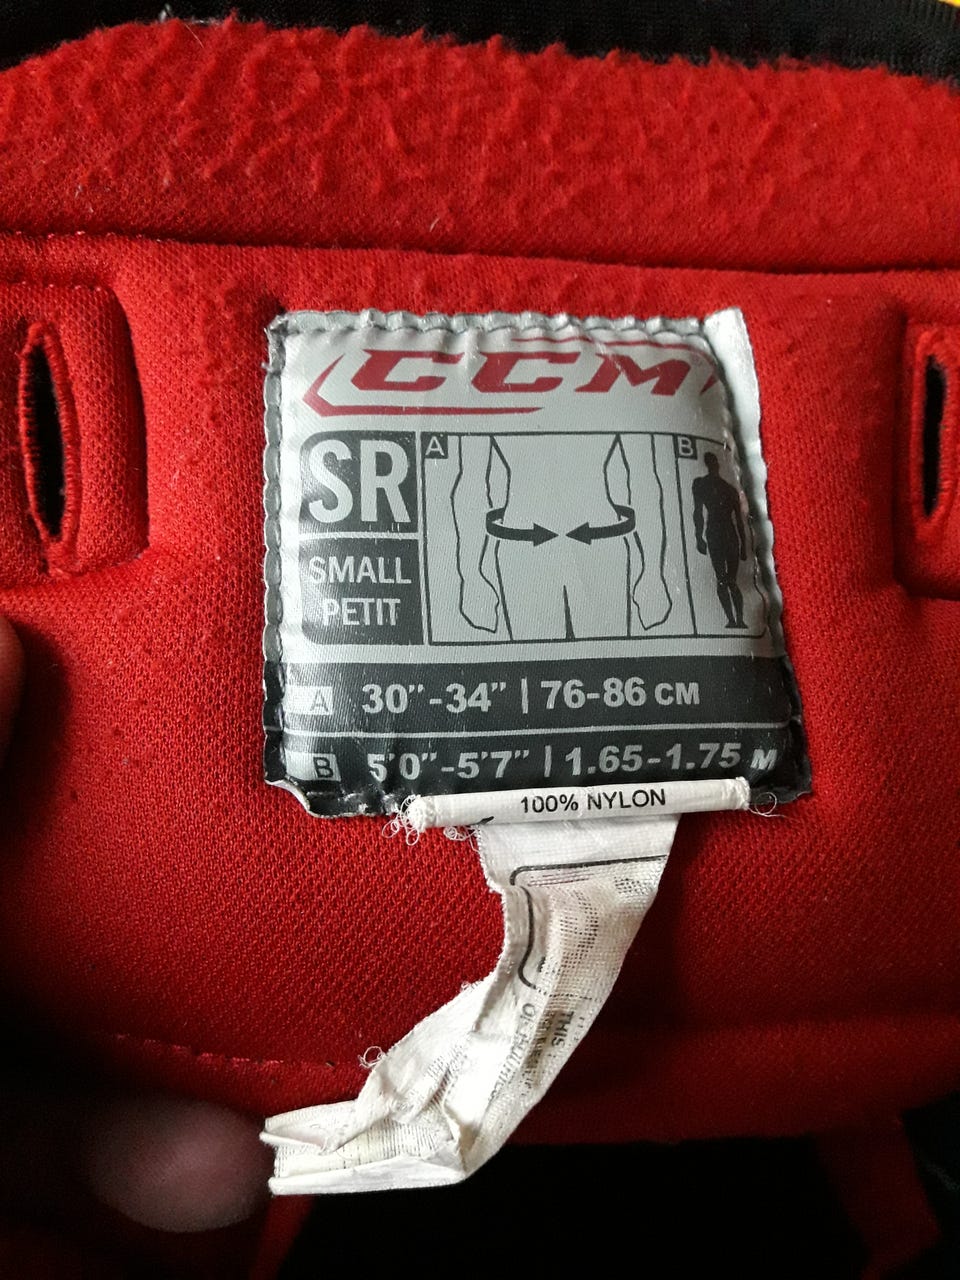 CCM
SR
SMALL
PETIT
A
B
A 30"-34" | 76-86 CM
B 5'0"-5'7" | 1.65-1.75 M
100% NYLON
THIS